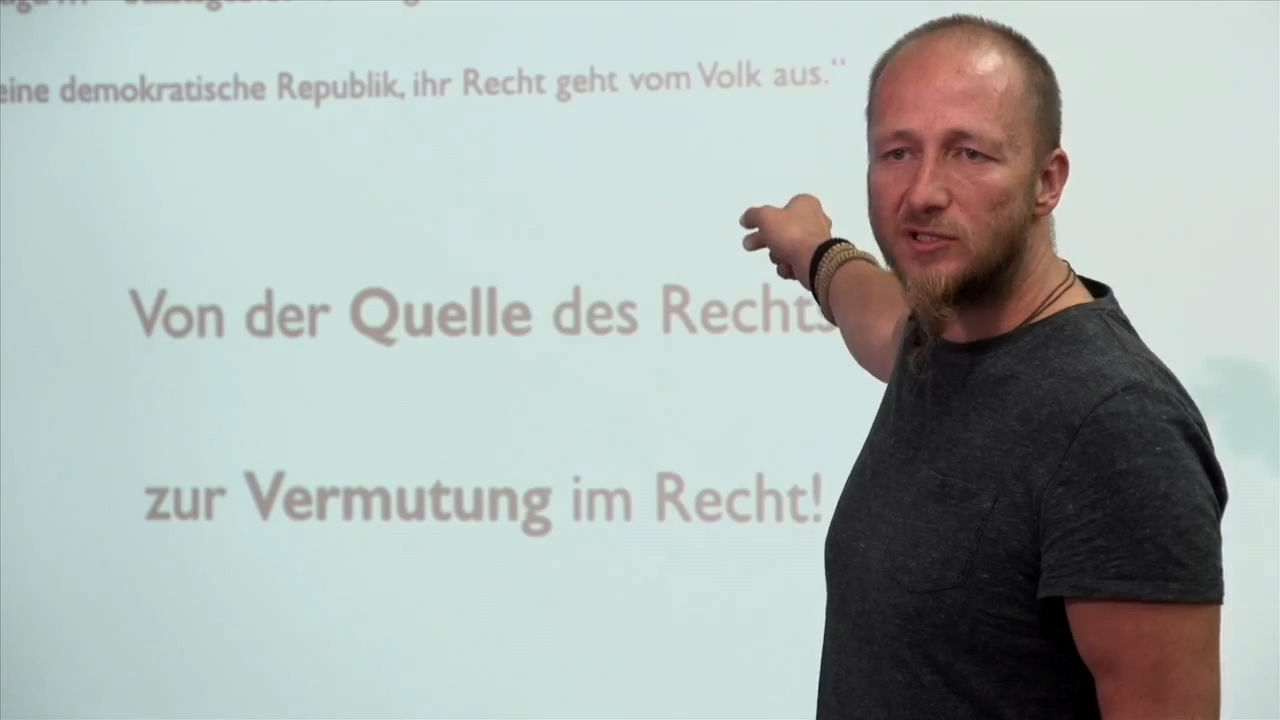 eine demokratische Republik, ihr Recht geht vom Volk aus.“
Von der Quelle des Rechts
zur Vermutung im Recht!